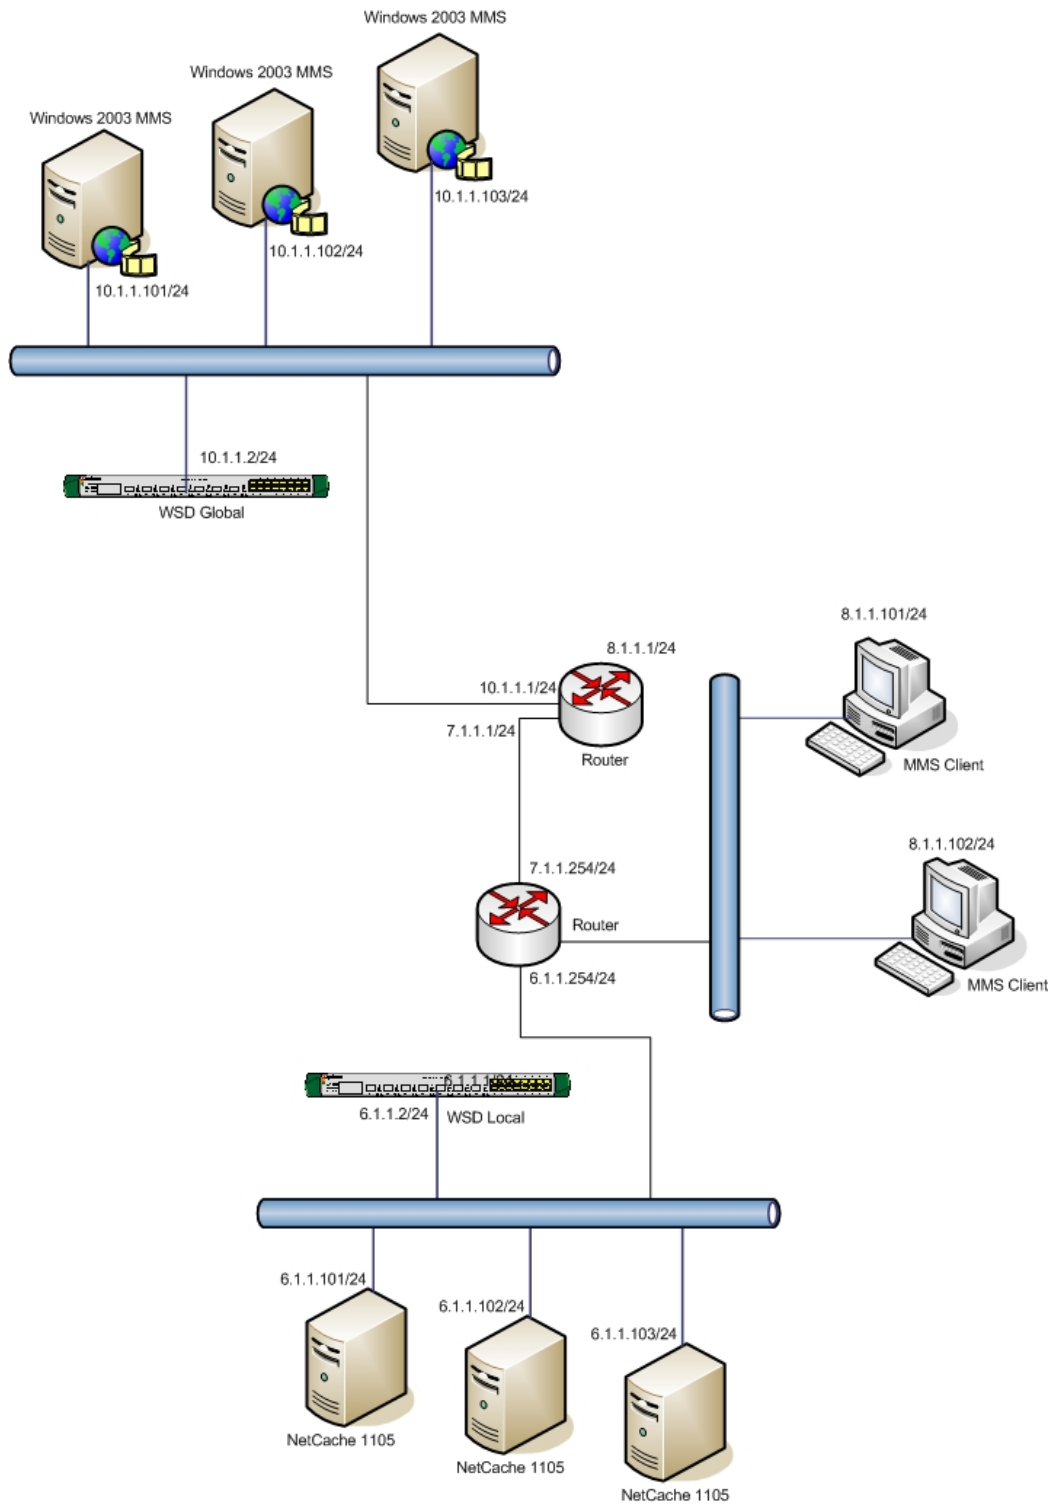 Windows 2003 MMS
Windows 2003 MMS
Windows 2003 MMS
10.1.1.103/24
10.1.1.102/24
10.1.1.101/24
10.1.1.2/24
WSD Global
8.1.1.101/24
8.1.1.1/24
10.1.1.1/24
7.1.1.1/24
Router
MMS Client
8.1.1.102/24
7.1.1.254/24
Router
6.1.1.254/24
MMS Client
6.1.1.1/24
6.1.1.2/24
WSD Local
6.1.1.101/24
6.1.1.102/24
6.1.1.103/24
NetCache 1105
NetCache 1105
NetCache 1105